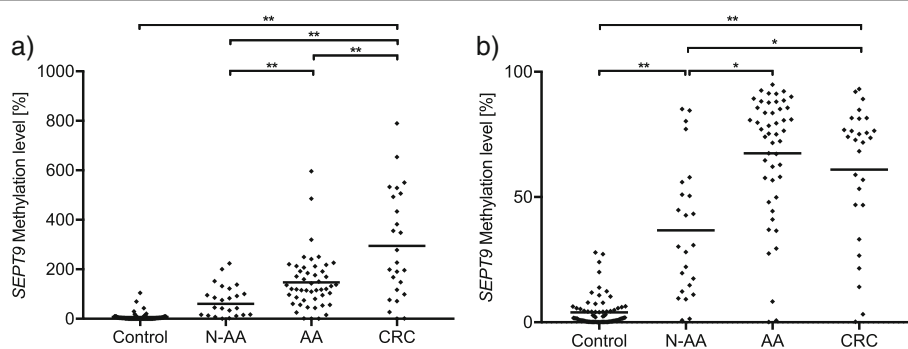 a)
**
**
**
**
SEPT9 Methylation level [%]
1000
800
600
400
200
0
Control N-AA AA CRC
b)
**
*
** *
SEPT9 Methylation level [%]
100
50
0
Control N-AA AA CRC